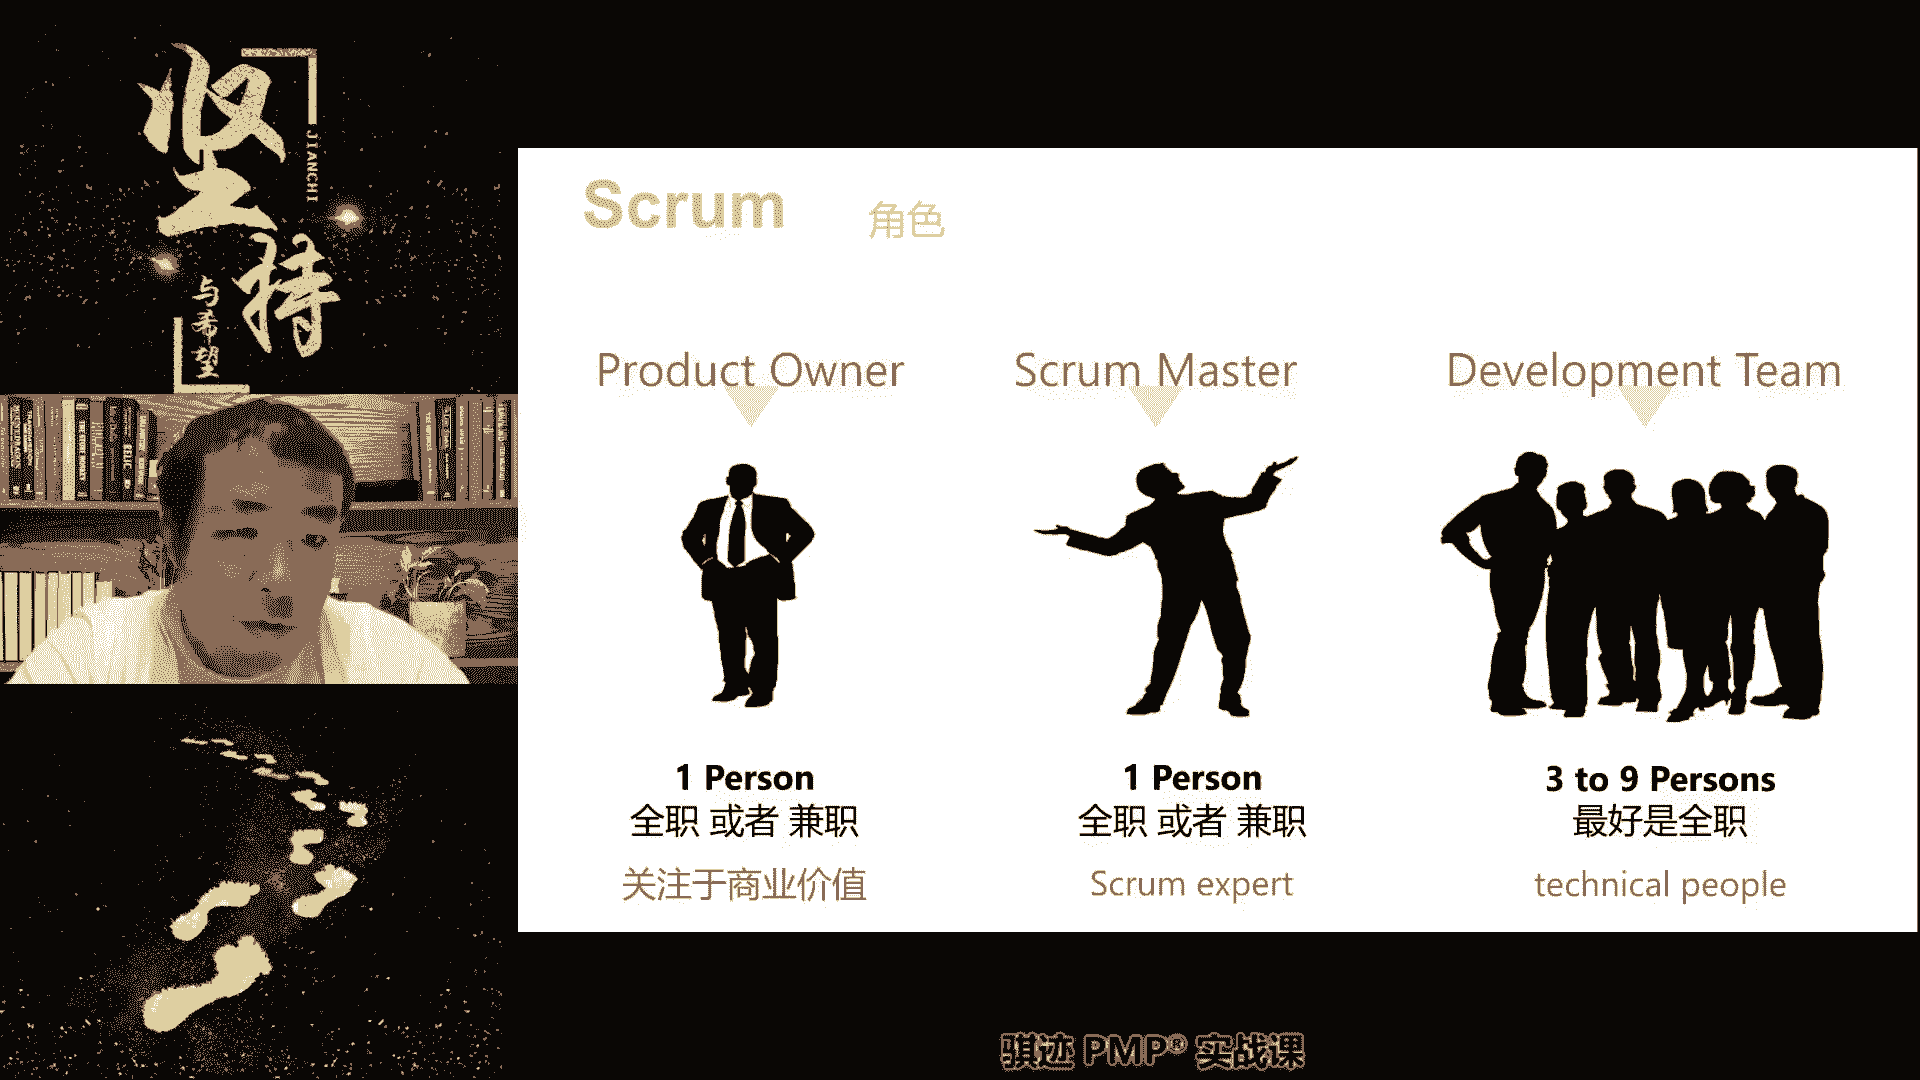 坚持
JIANCHI
与希望
Scrum 角色
Product Owner
Scrum Master
Development Team
1 Person
全职 或者 兼职
关注于商业价值
1 Person
全职 或者 兼职
Scrum expert
3 to 9 Persons
最好是全职
technical people
骐迹 PMP® 实战课